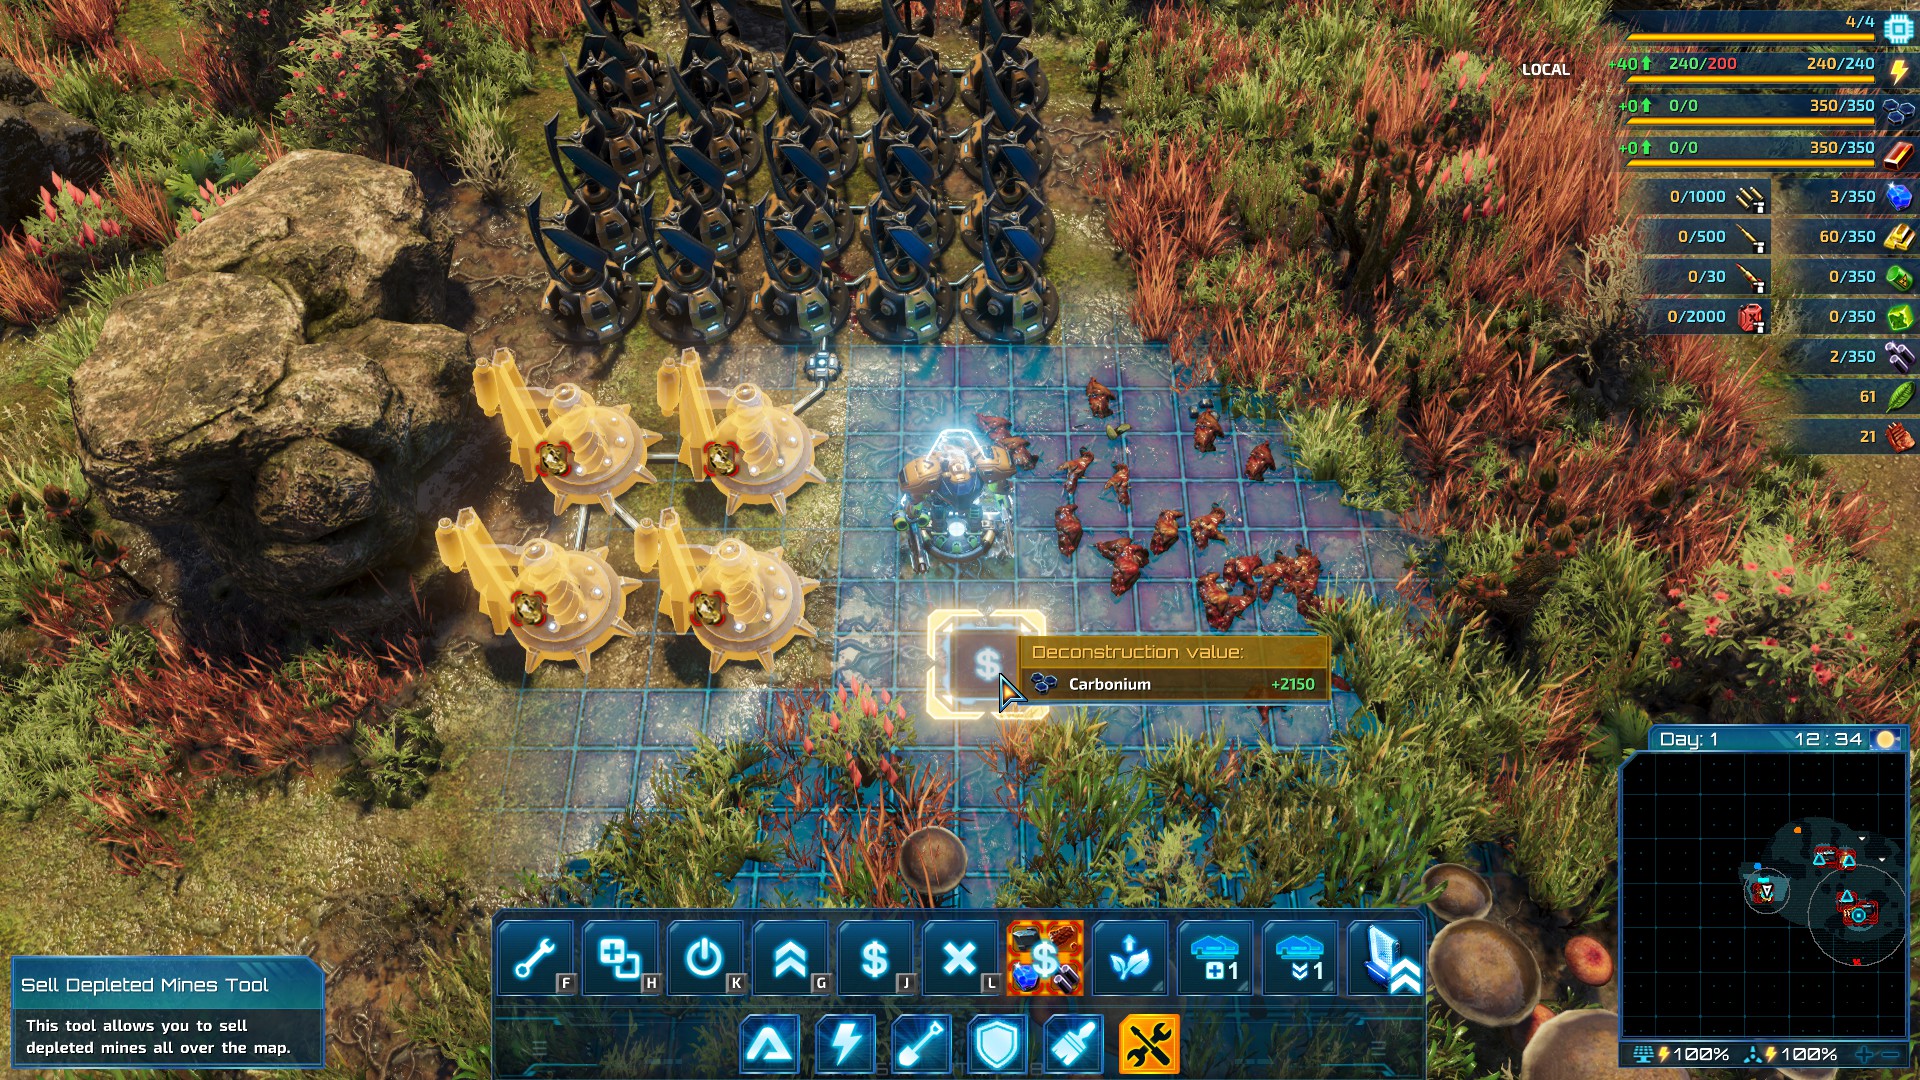 4/4
LOCAL
+40 240/200 240/240
+0 0/0 350/350
+0 0/0 350/350
0/1000 3/350
0/500 60/350
0/30 0/350
0/2000 0/350
2/350
61
21
Deconstruction value:
$ Carbonium +2150
Day: 1 12:34
$ $
F H K G J L 1 1
Sell Depleted Mines Tool
This tool allows you to sell
depleted mines all over the map.
100% 100%